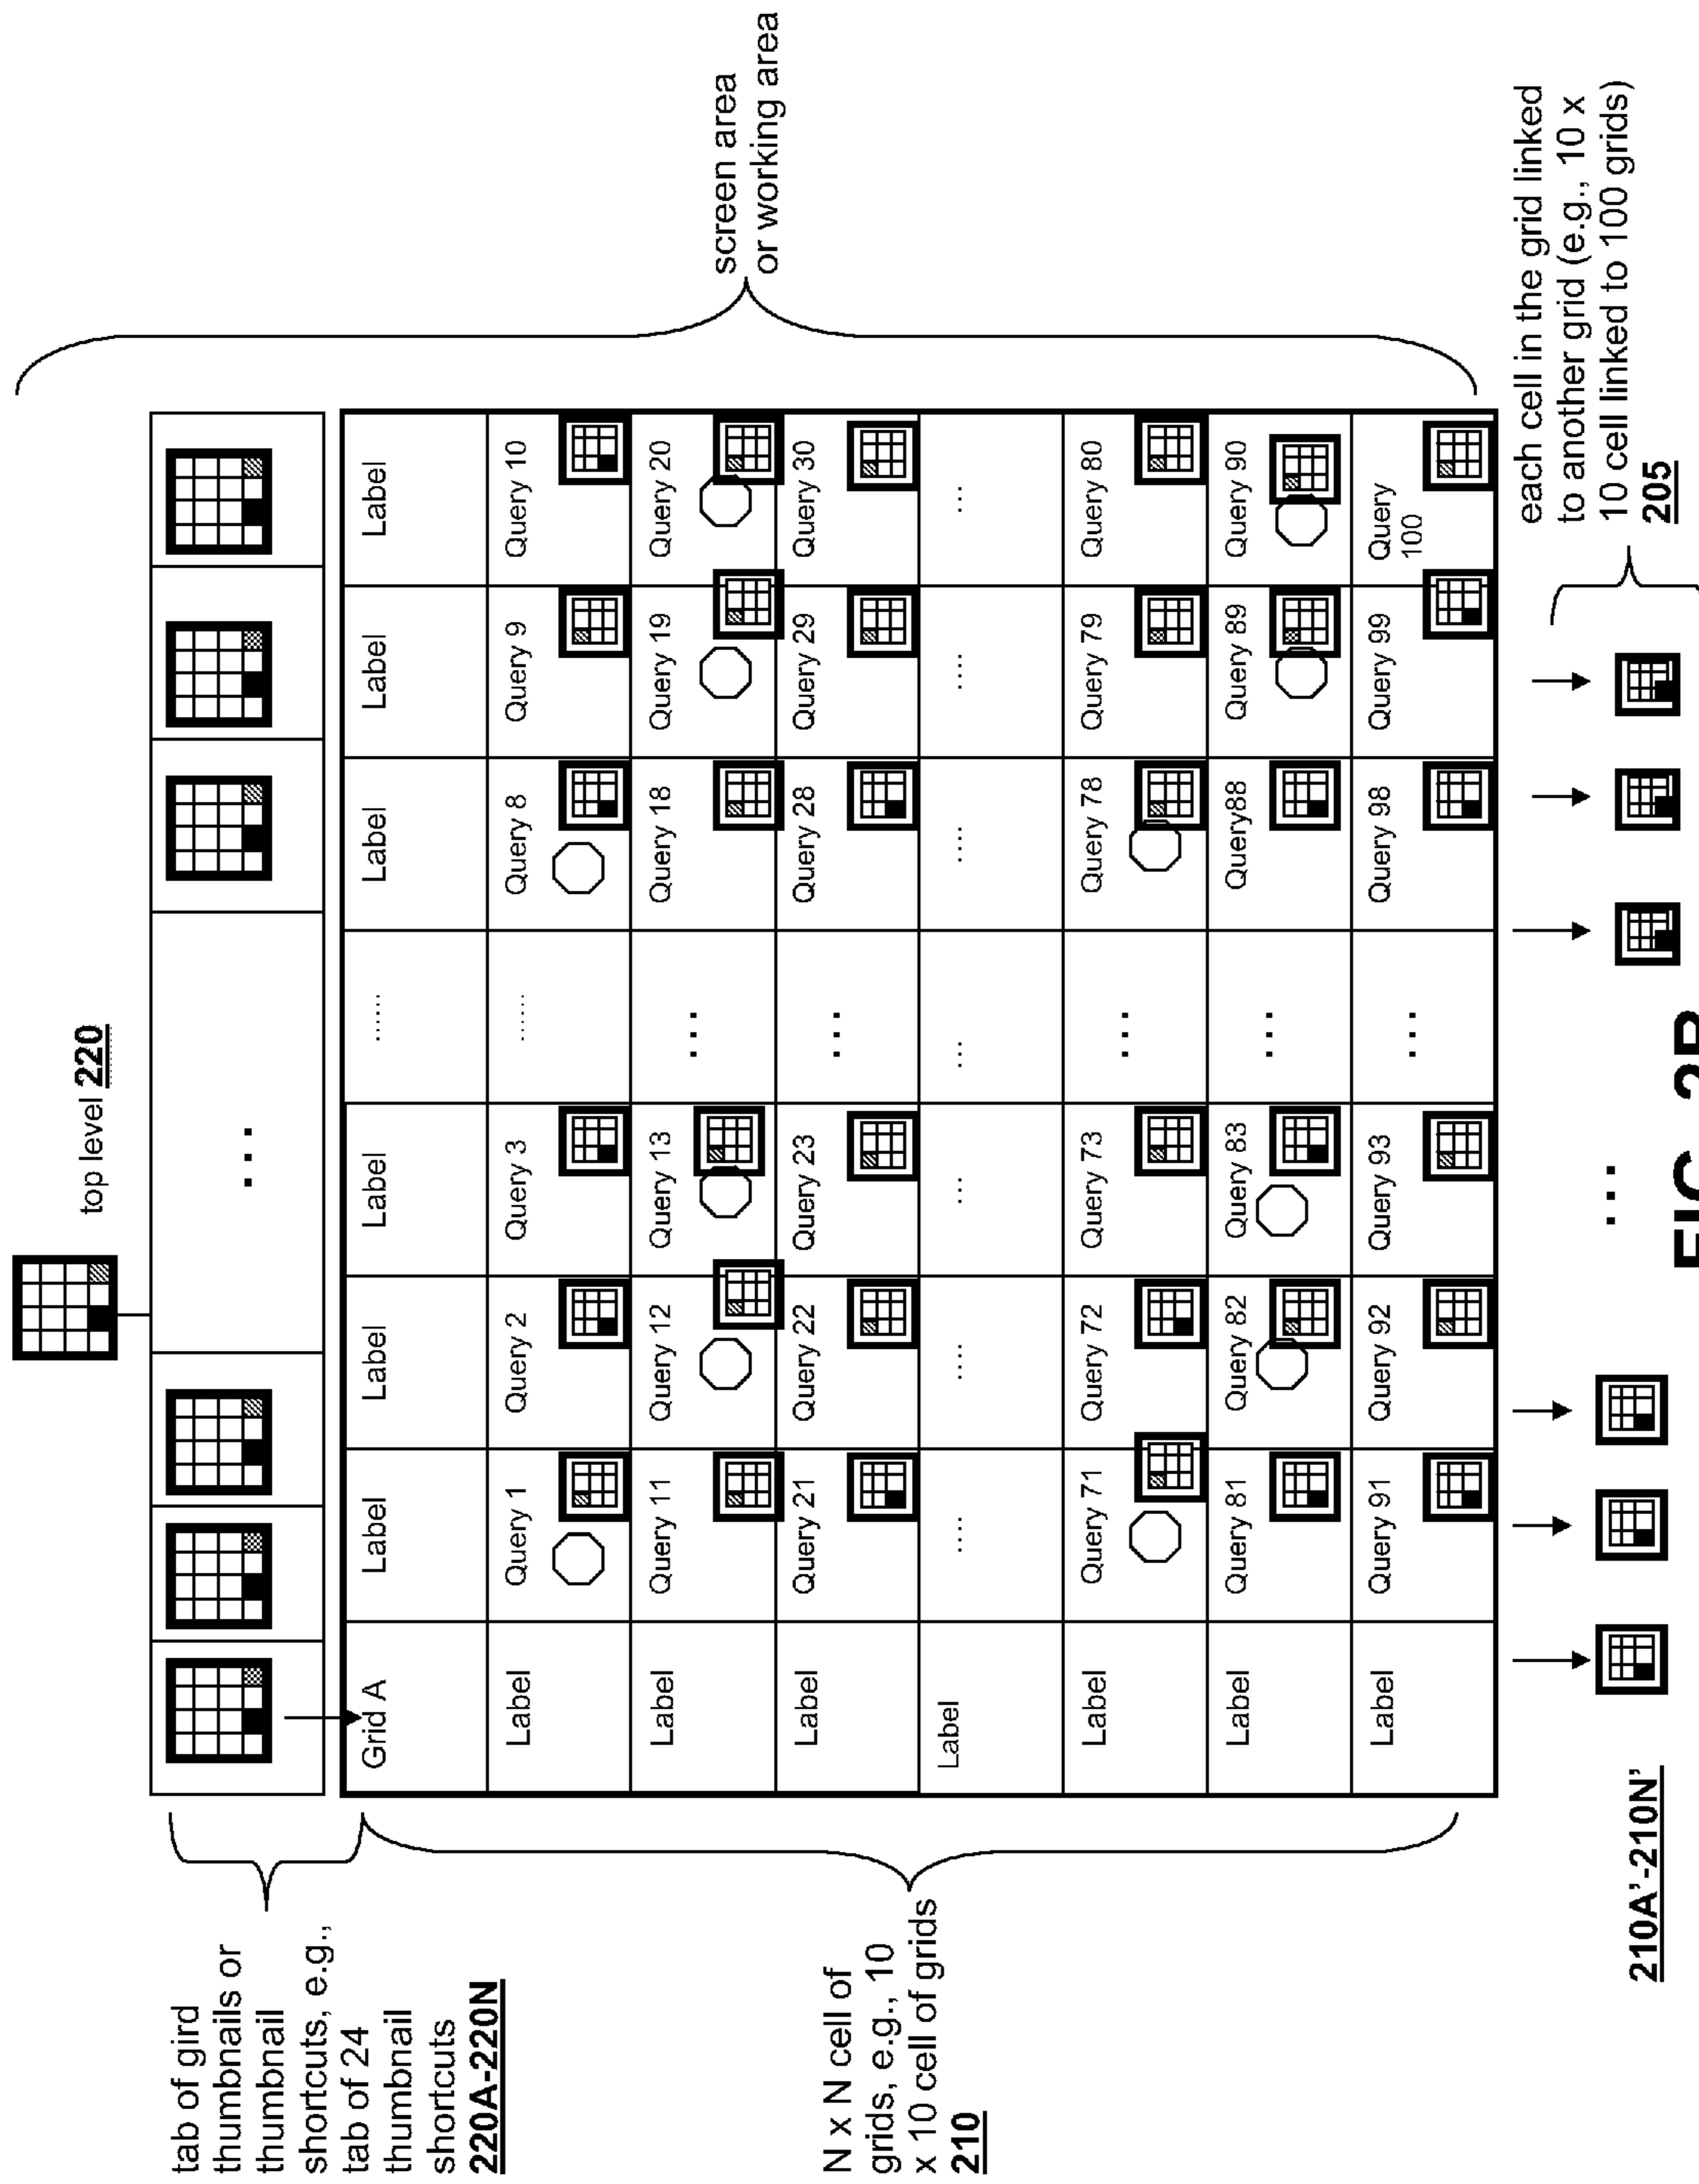 top level 220
tab of gird
thumbnails or
thumbnail
shortcuts, e.g.,
tab of 24
thumbnail
shortcuts
220A-220N
...
Grid A Label Label Label ...... Label Label Label
Label Query 1 Query 2 Query 3 ...... Query 8 Query 9 Query 10
Label Query 11 Query 12 Query 13 ... Query 18 Query 19 Query 20
Label Query 21 Query 22 Query 23 ... Query 28 Query 29 Query 30
Label ..... ..... .... ... .... .... ...
Label Query 71 Query 72 Query 73 ... Query 78 Query 79 Query 80
Label Query 81 Query 82 Query 83 ... Query88 Query 89 Query 90
Label Query 91 Query 92 Query 93 ... Query 98 Query 99 Query
100
screen area
or working area
N x N cell of
grids, e.g., 10
x 10 cell of grids
210
210A'-210N'
...
each cell in the grid linked
to another grid (e.g., 10 x
10 cell linked to 100 grids)
205
FIG. 2B